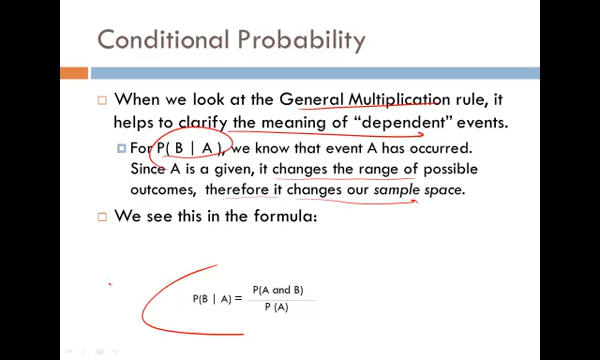 Conditional Probability
When we look at the General Multiplication rule, it
helps to clarify the meaning of “dependent” events.
For P( B | A ), we know that event A has occurred.
Since A is a given, it changes the range of possible
outcomes, therefore it changes our sample space.
We see this in the formula:
P(A and B)
P(B | A) =
P (A)